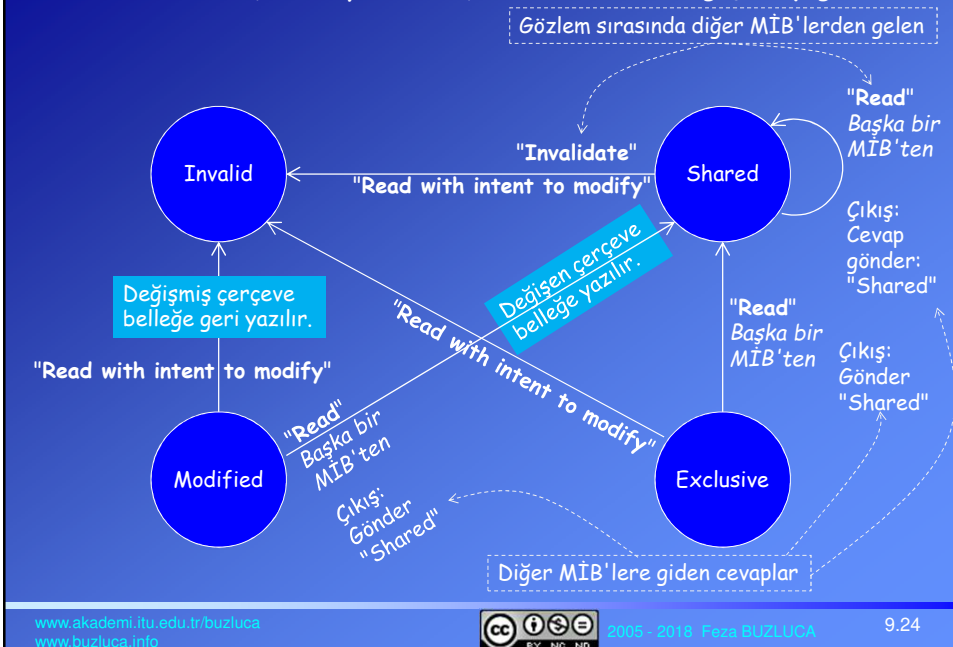 Gözlem sırasında diğer MİB'lerden gelen
"Read"
Başka bir
MİB'ten
"Invalidate"
Invalid
Shared
"Read with intent to modify"
Çıkış:
Cevap
gönder:
"Shared"
Değişen çerçeve
belleğe yazılır.
Değişmiş çerçeve
belleğe geri yazılır.
"Read with intent to modify"
"Read"
Başka bir
MİB'ten
Çıkış:
Gönder
"Shared"
"Read with intent to modify"
"Read"
Başka bir
MİB'ten
Modified
Exclusive
Çıkış:
Gönder
"Shared"
Diğer MİB'lere giden cevaplar
www.akademi.itu.edu.tr/buzluca
www.buzluca.info
cc
BY NC ND
2005 - 2018 Feza BUZLUCA
9.24